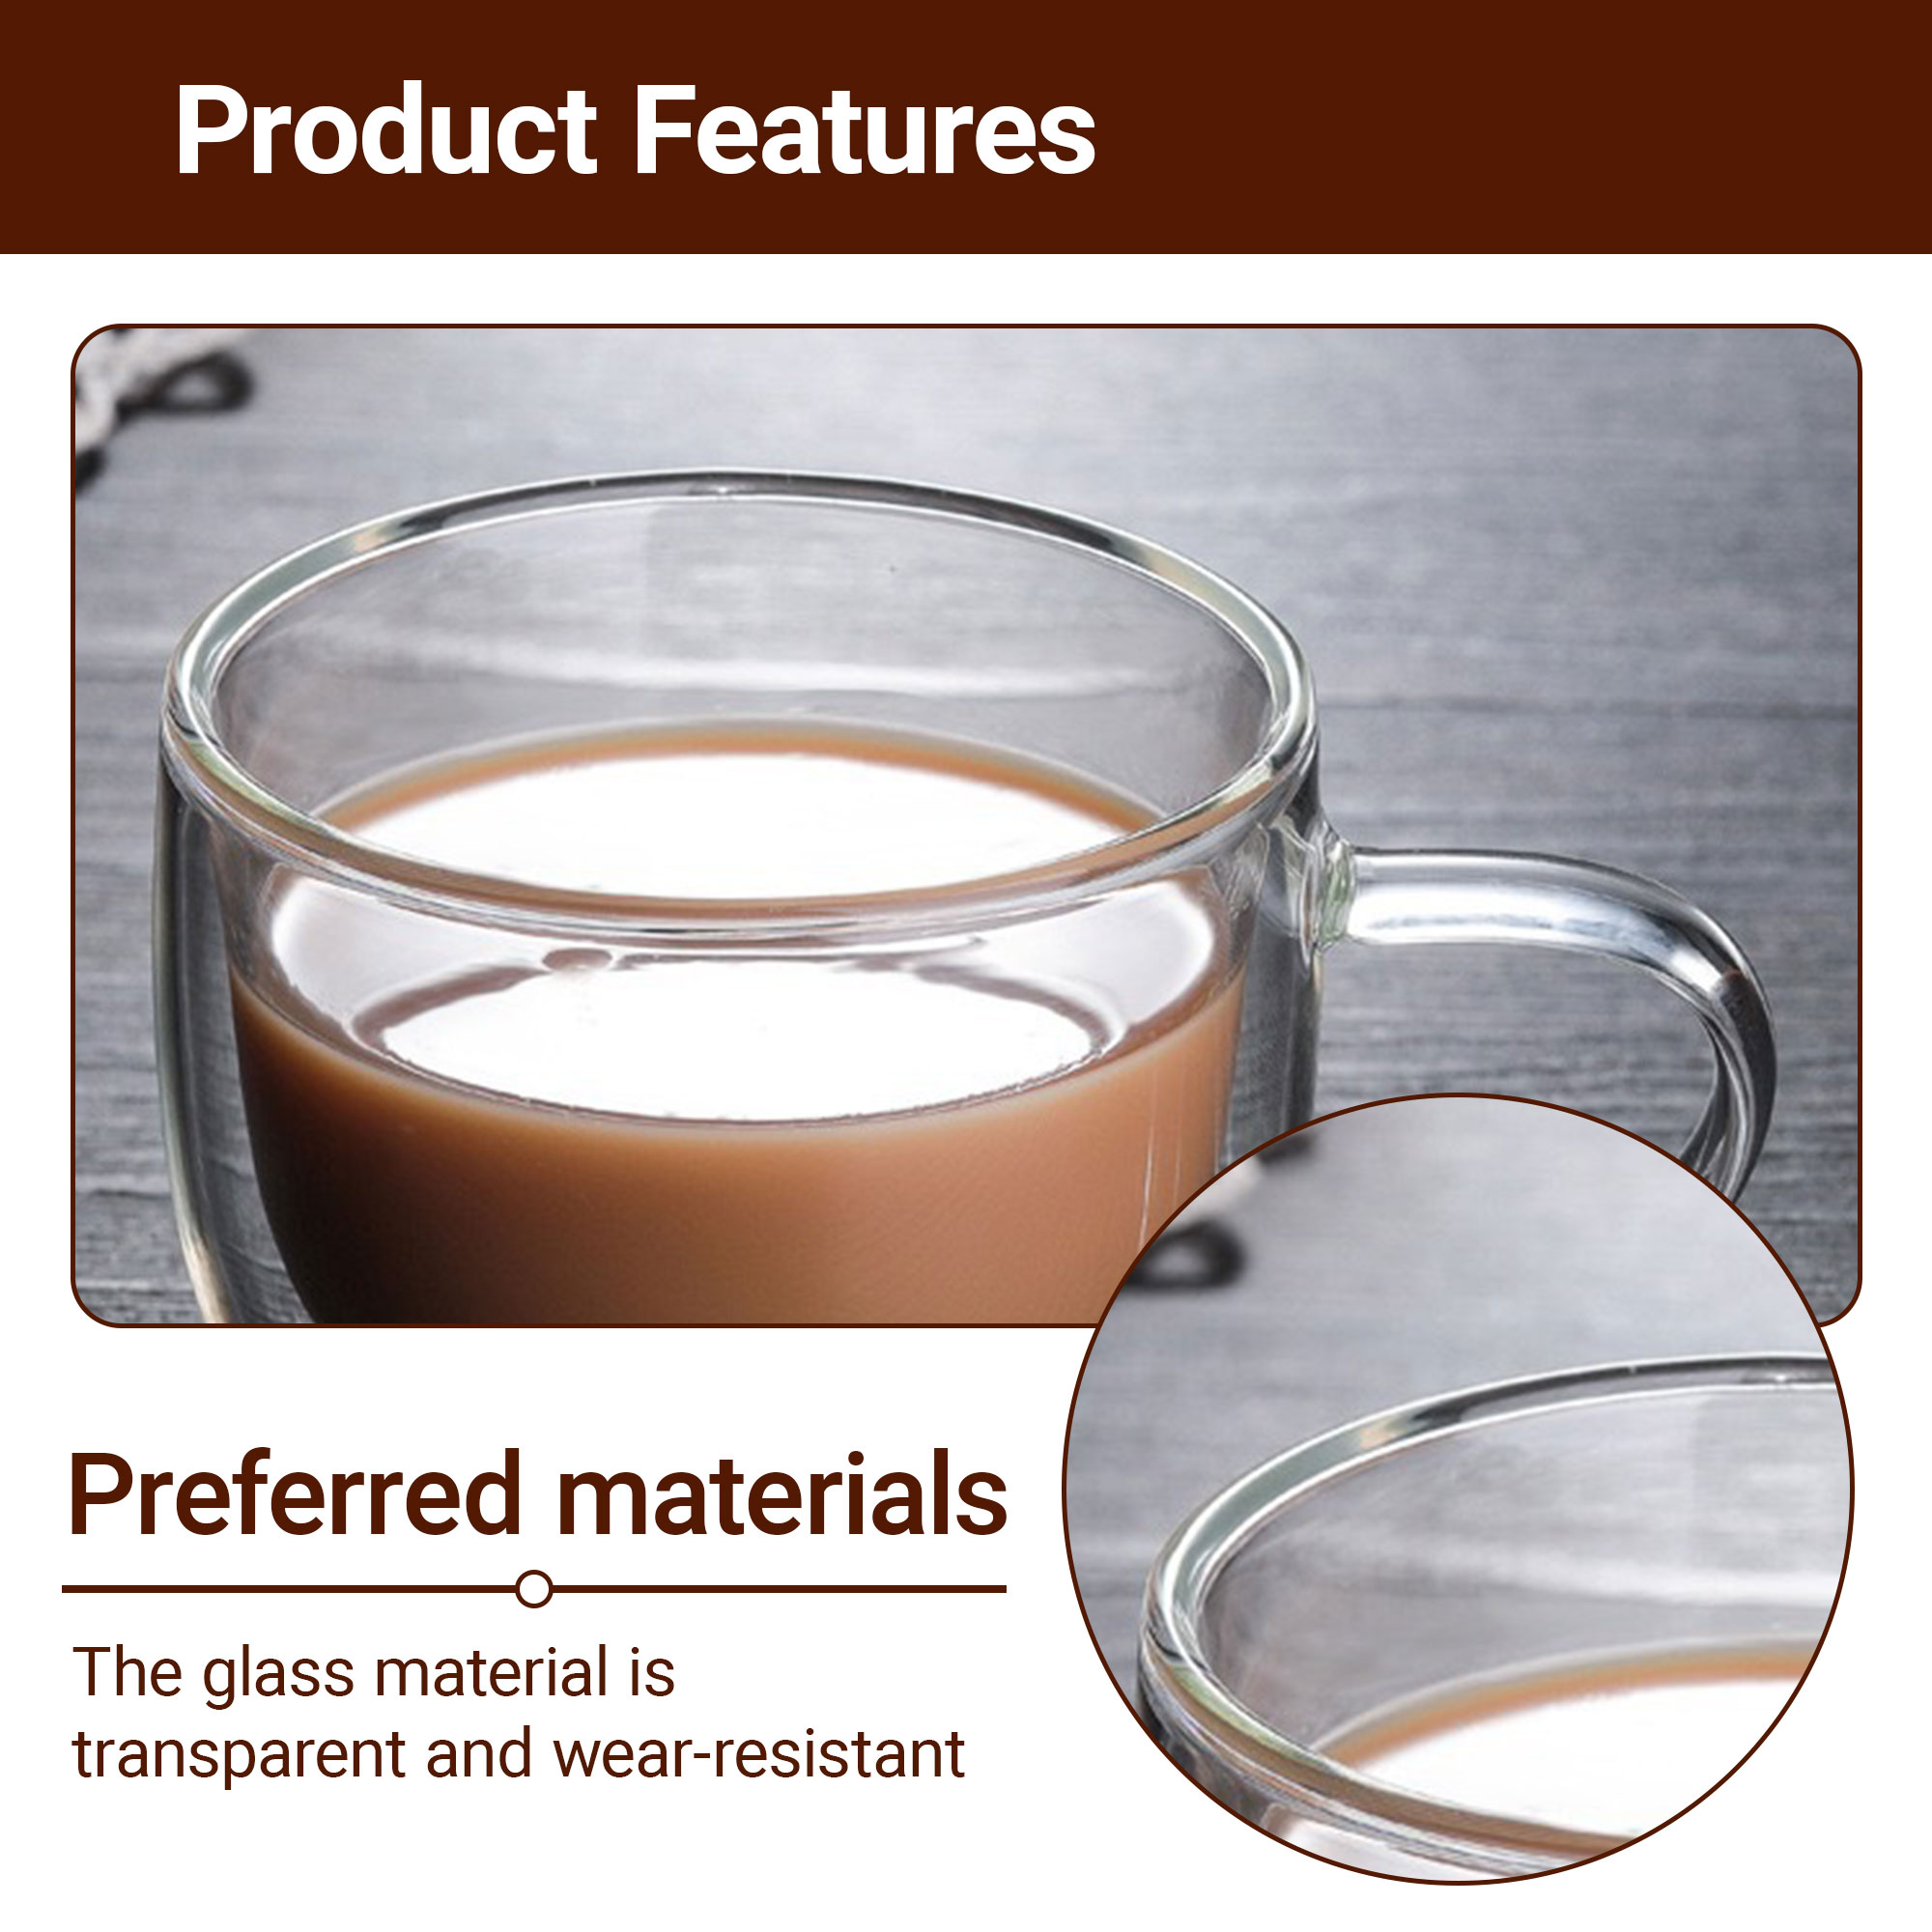 Product Features
Preferred materials
The glass material is
transparent and wear-resistant